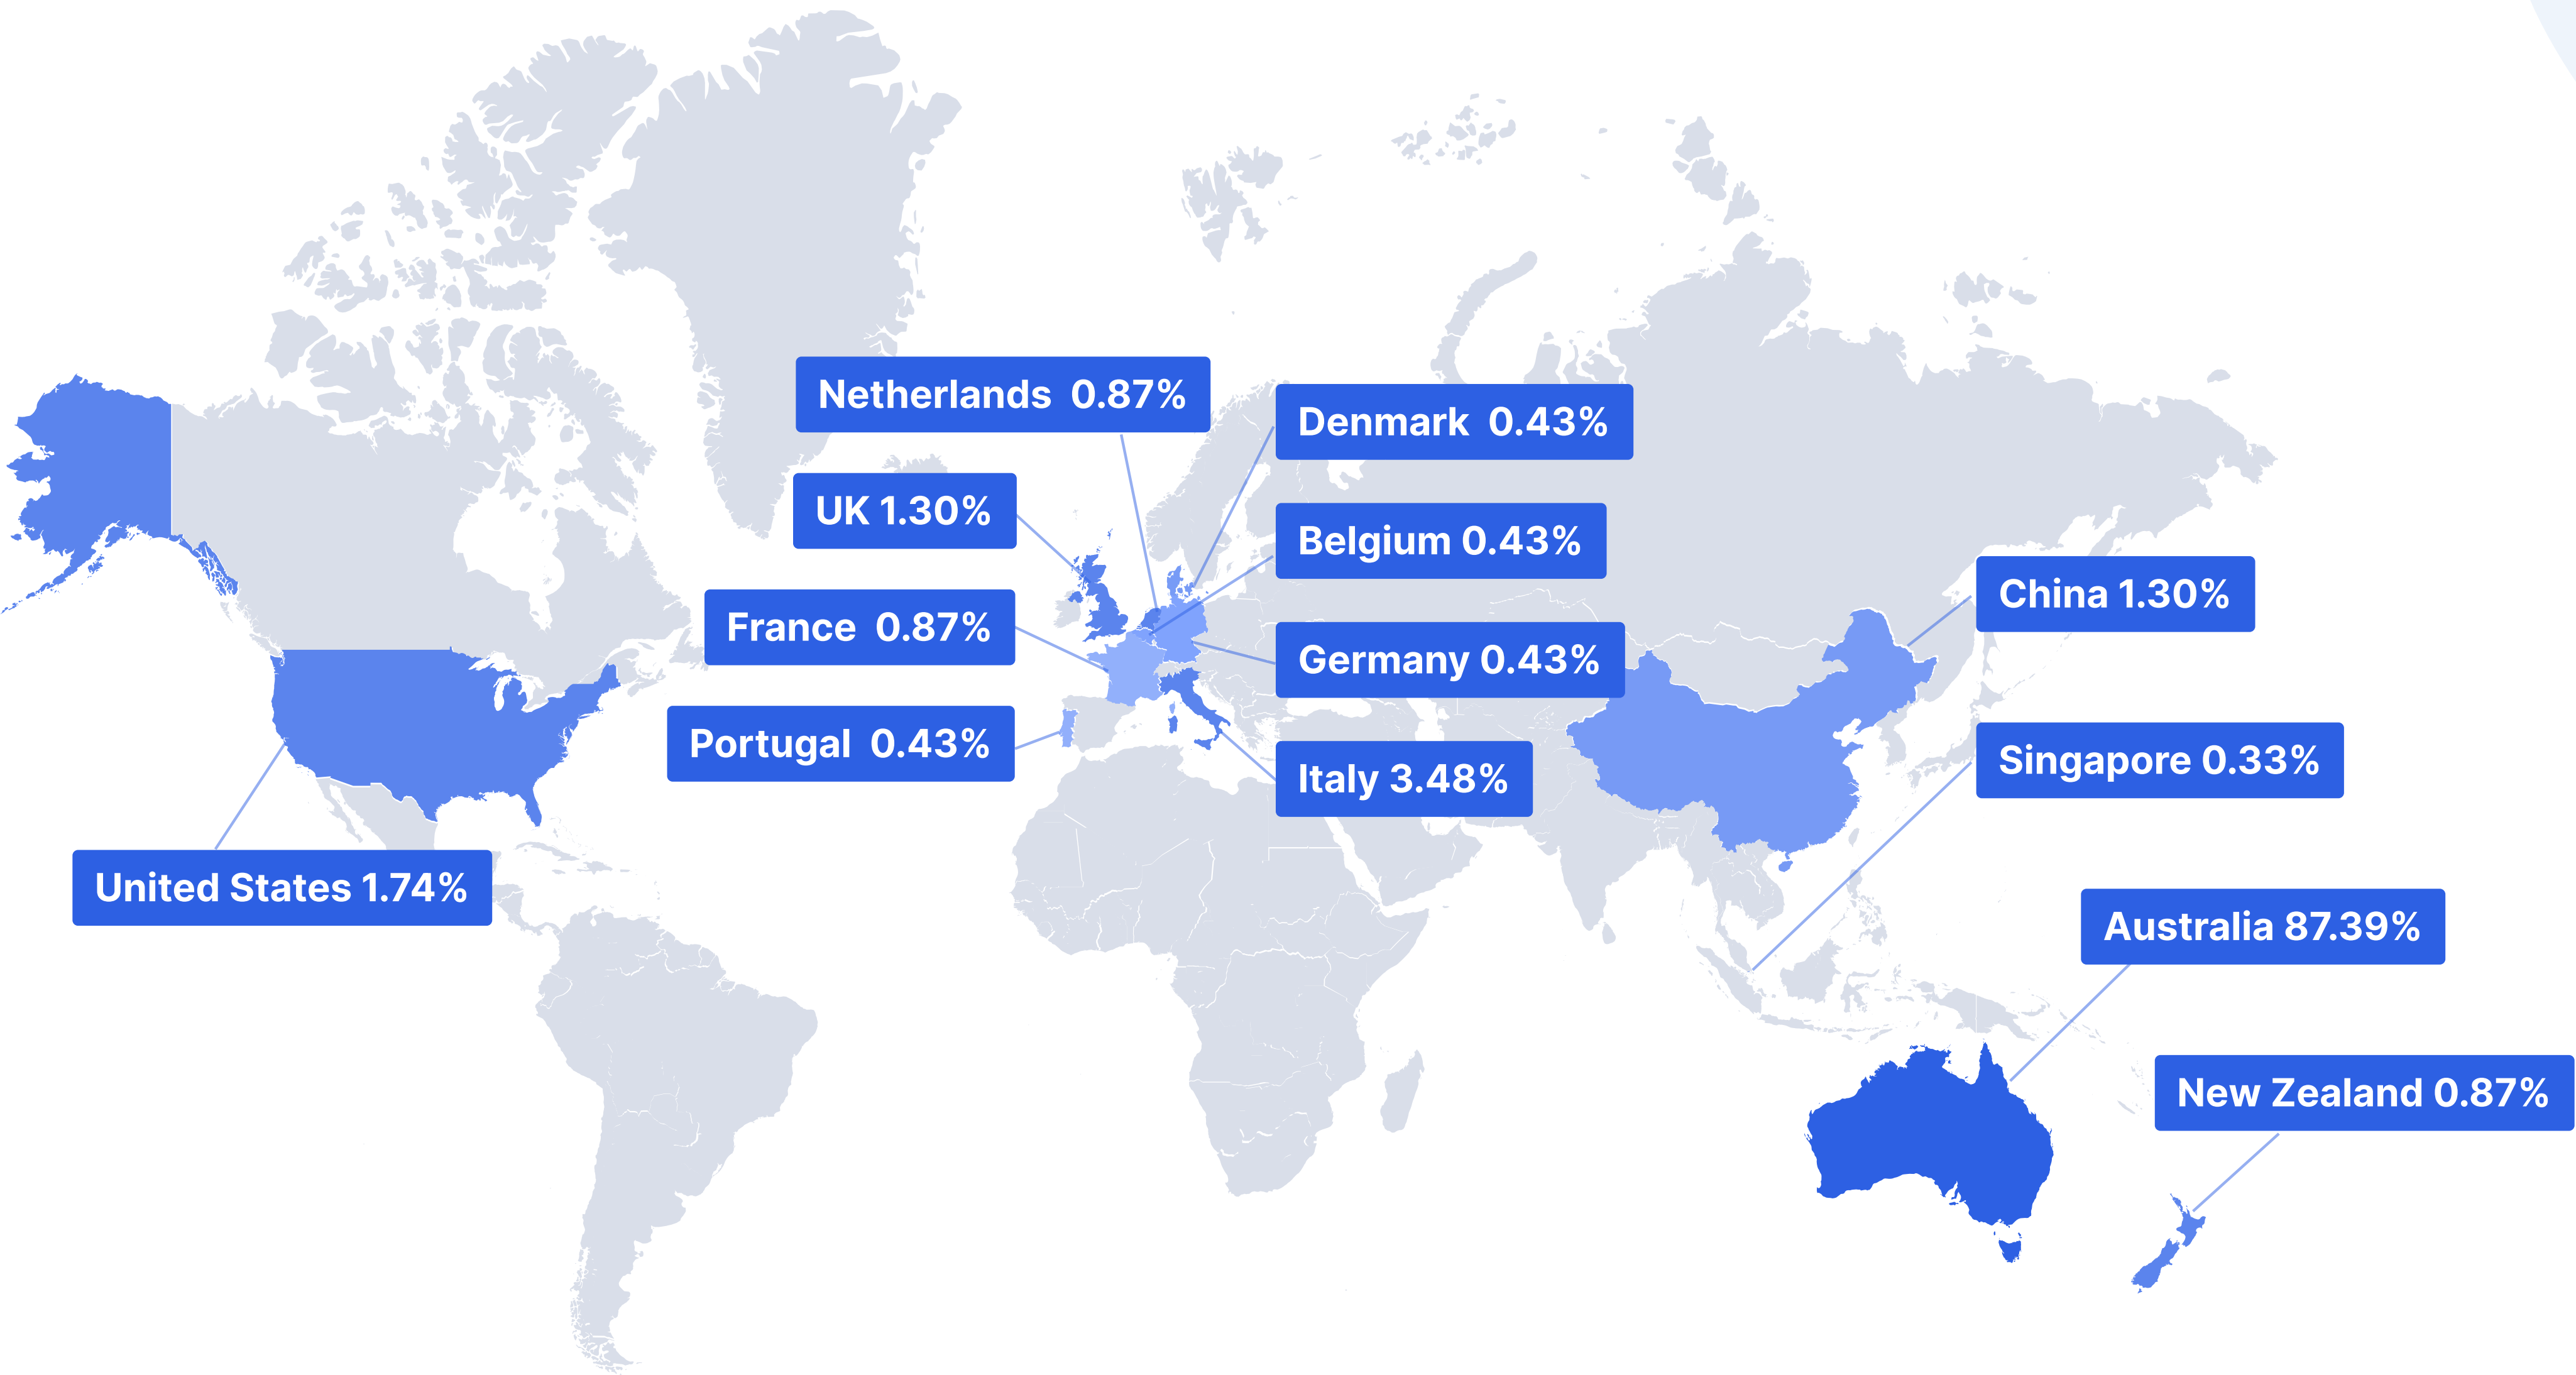 Netherlands 0.87%
Denmark 0.43%
UK 1.30%
Belgium 0.43%
China 1.30%
France 0.87%
Germany 0.43%
Portugal 0.43%
Singapore 0.33%
Italy 3.48%
United States 1.74%
Australia 87.39%
New Zealand 0.87%